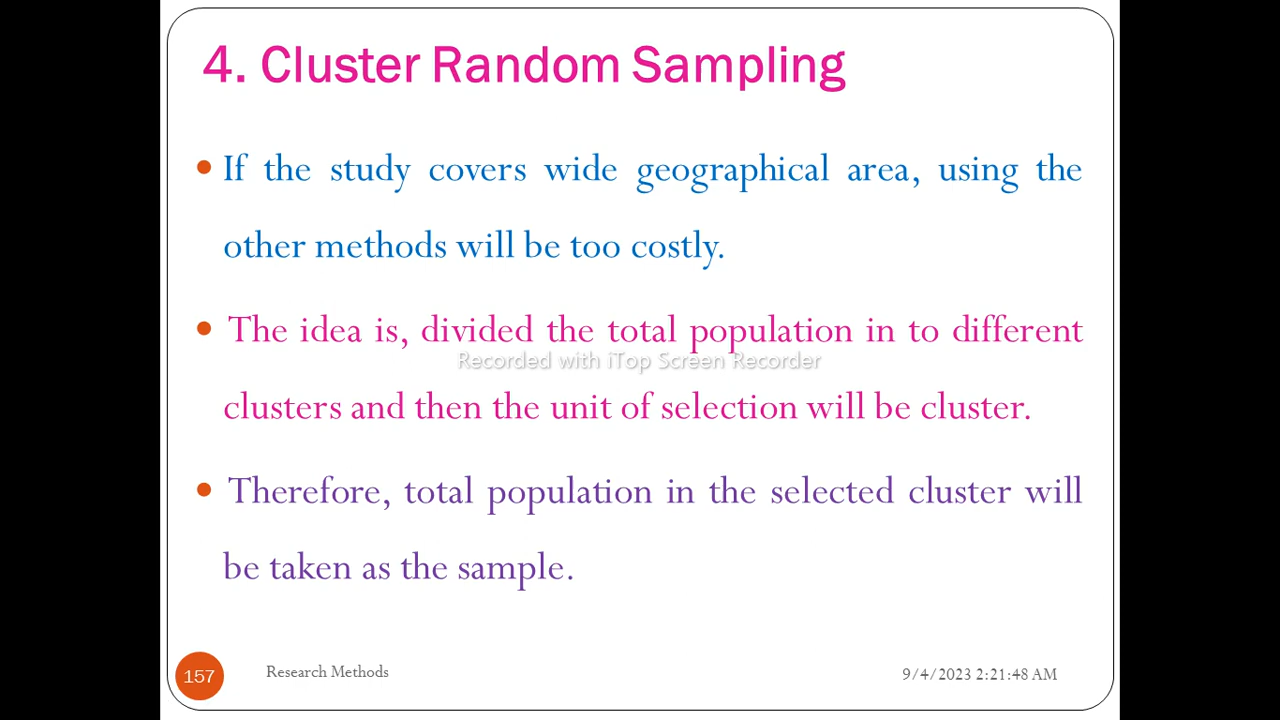 4. Cluster Random Sampling
• If the study covers wide geographical area, using the
other methods will be too costly.
• The idea is, divided the total population in to different
Recorded with iTop Screen Recorder
clusters and then the unit of selection will be cluster.
• Therefore, total population in the selected cluster will
be taken as the sample.
157
Research Methods
9/4/2023 2:21:48 AM